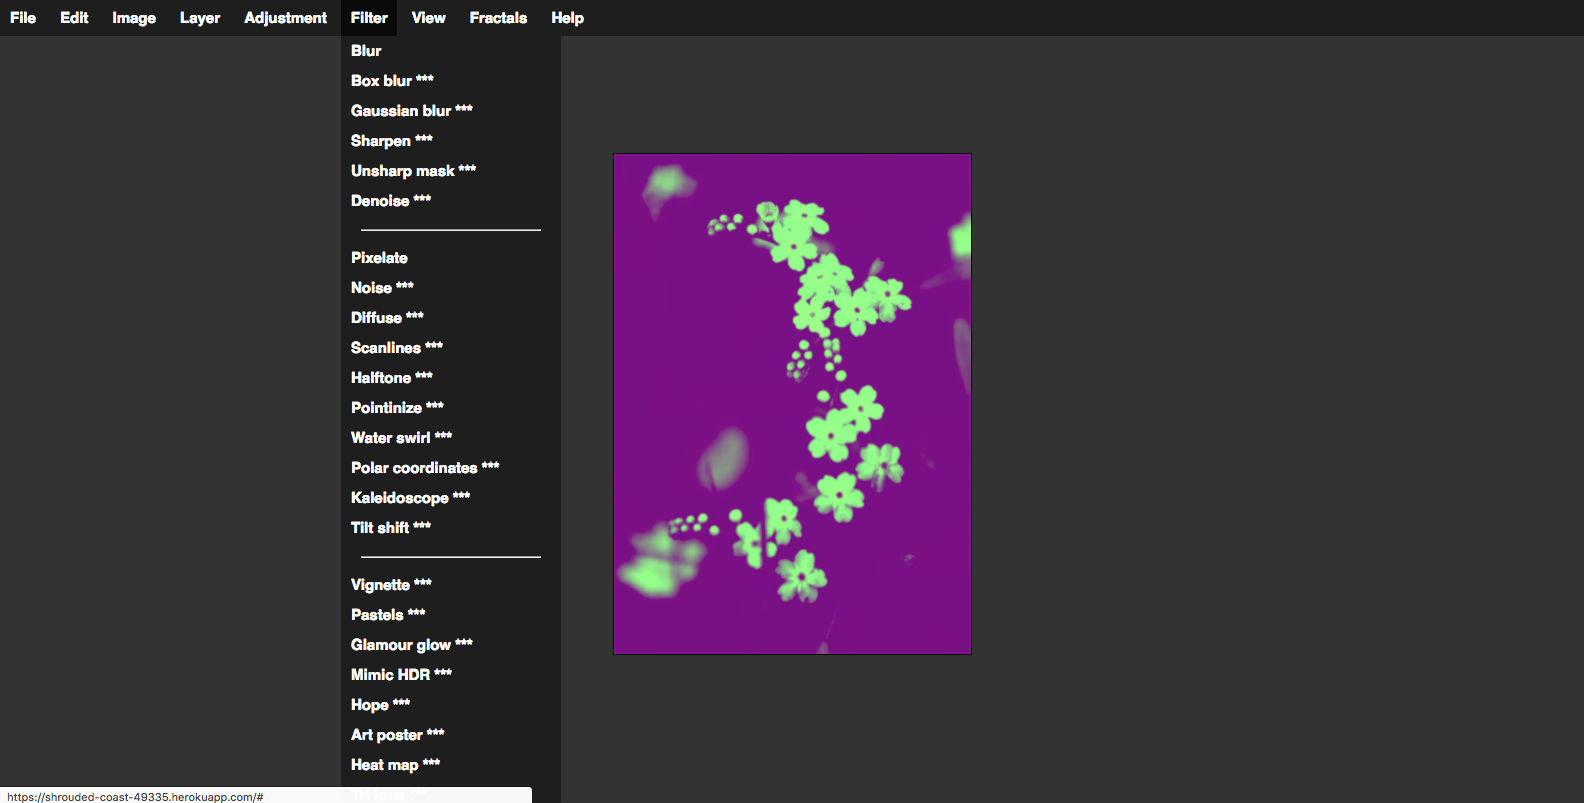 File Edit Image Layer Adjustment Filter View Fractals Help
Blur
Box blur ***
Gaussian blur ***
Sharpen ***
Unsharp mask ***
Denoise ***
Pixelate
Noise ***
Diffuse ***
Scanlines ***
Halftone ***
Pointinize ***
Water swirl ***
Polar coordinates ***
Kaleidoscope ***
Tilt shift ***
Vignette ***
Pastels ***
Glamour glow ***
Mimic HDR ***
Hope ***
Art poster ***
Heat map ***
https://shrouded-coast-49335.herokuapp.com/#